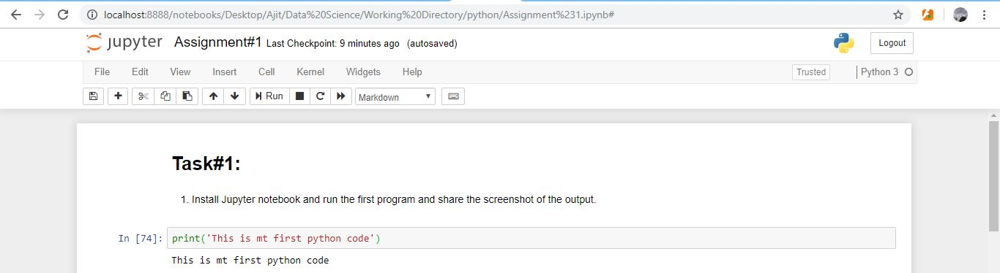 localhost:8888/notebooks/Desktop/Ajit/Data%20Science/Working%20Directory/python/Assignment%231.ipynb#
jupyter Assignment#1 Last Checkpoint: 9 minutes ago (autosaved) Logout
File Edit View Insert Cell Kernel Widgets Help Trusted Python 3
Run Markdown
Task#1:
1. Install Jupyter notebook and run the first program and share the screenshot of the output.
In [74]: print('This is mt first python code')
This is mt first python code